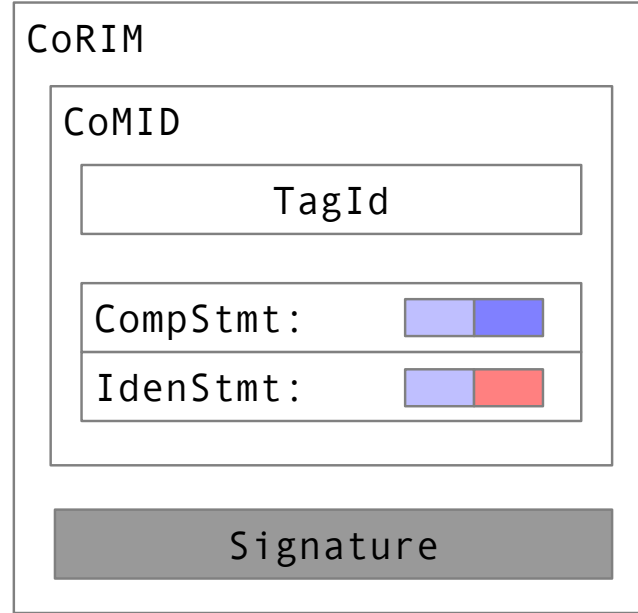 CoRIM
CoMID
TagId
CompStmt:
IdenStmt:
Signature